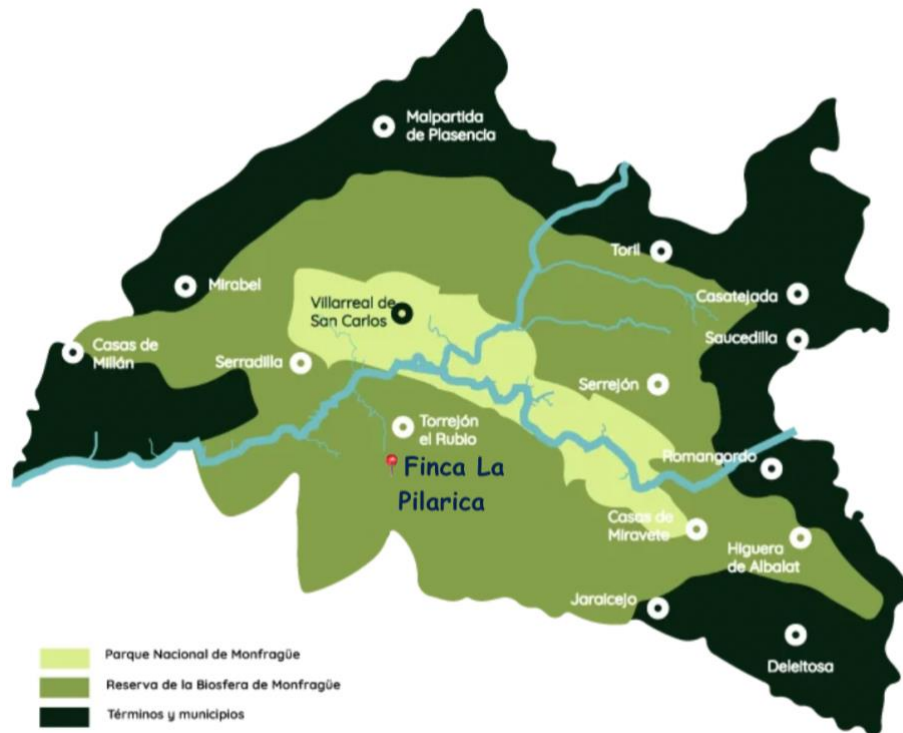 Malpartida
de Plasencia
Toril
Mirabel
Casatejada
Villarreal de
San Carlos
Saucedilla
Casas de
Millán
Serradilla
Serrejón
Torrejón
el Rubio
Romangordo
Finca La
Pilarica
Casas de
Miravete
Higuera
de Albalat
Jaraicejo
Deleitosa
Parque Nacional de Monfragüe
Reserva de la Biosfera de Monfragüe
Términos y municipios